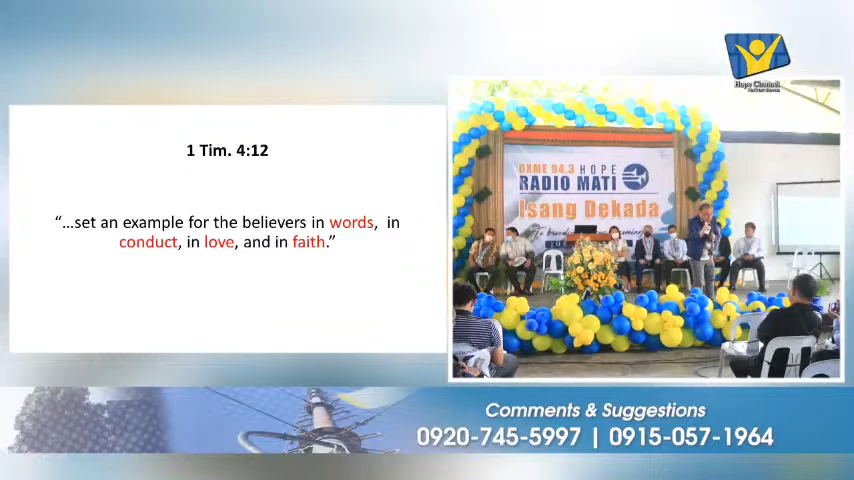 1 Tim. 4:12
“...set an example for the believers in words, in
conduct, in love, and in faith.”
Hope Channel
DXME 04.3 HOPE
RADIO MATI
Isang Dekada
Comments & Suggestions
0920-745-5997 | 0915-057-1964